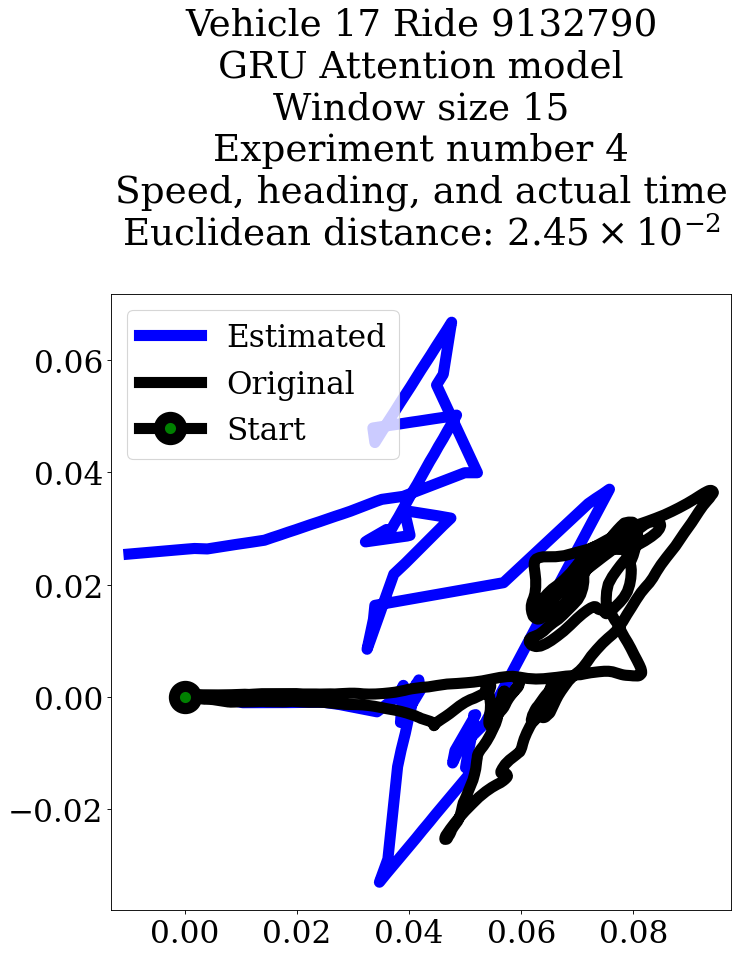 Vehicle 17 Ride 9132790
GRU Attention model
Window size 15
Experiment number 4
Speed, heading, and actual time
Euclidean distance: 2.45 × 10⁻²
Estimated
Original
Start
0.06
0.04
0.02
0.00
−0.02
0.00 0.02 0.04 0.06 0.08